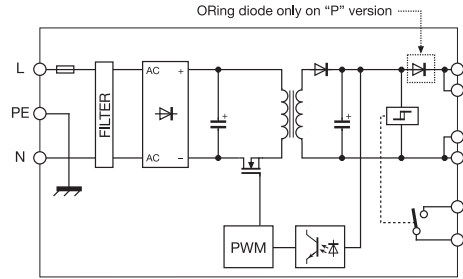 ORing diode only on "P" version
L
AC + 
PE
FILTER
+
+
N
AC –
PWM